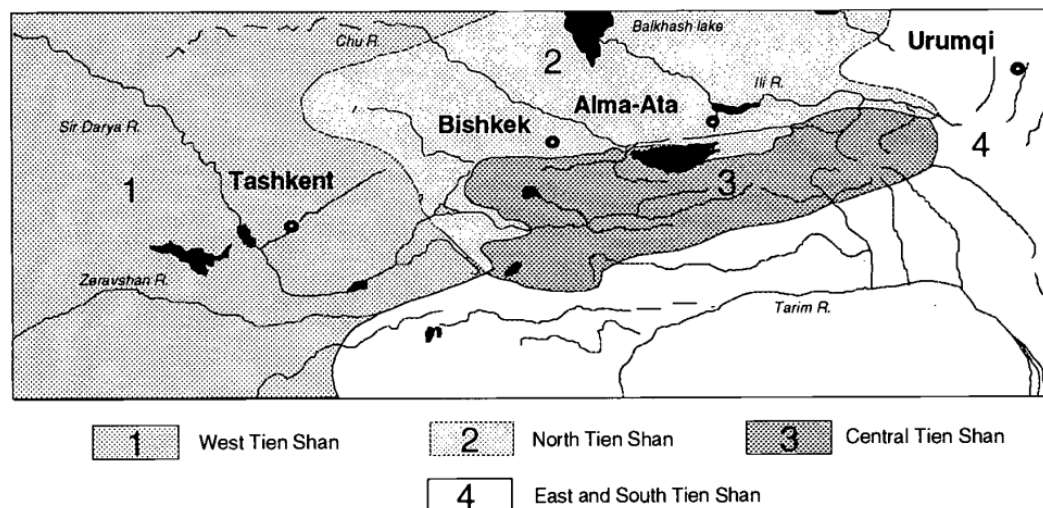 Chu R.
Balkhash lake
Urumqi
2
Ili R.
Alma-Ata
Sir Darya R.
Bishkek
4
1
Tashkent
3
Zeravshan R.
Tarim R.
1 West Tien Shan
2 North Tien Shan
3 Central Tien Shan
4 East and South Tien Shan